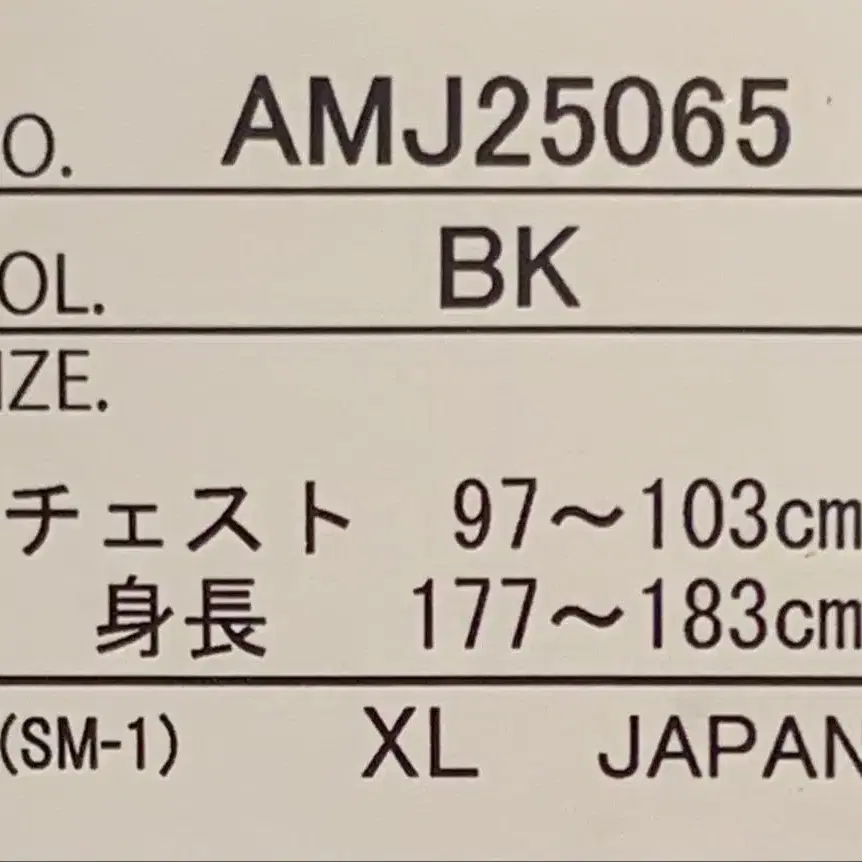 O. AMJ25065
OL. BK
IZE.
チェスト 97～103cm
身長 177～183cm
(SM-1) XL JAPAN